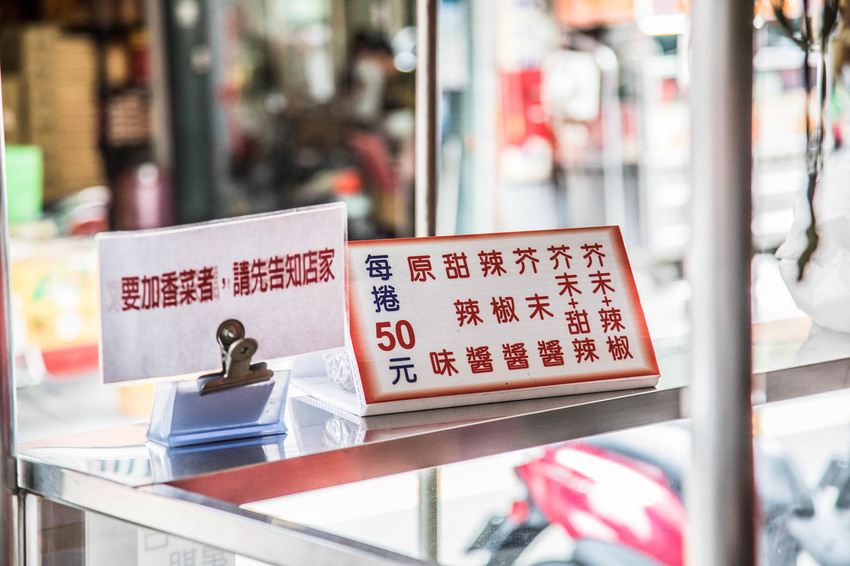 要加香菜者，請先告知店家
每捲50元
原味
甜辣醬
辣椒醬
芥末醬
芥末+甜辣
芥末+辣椒